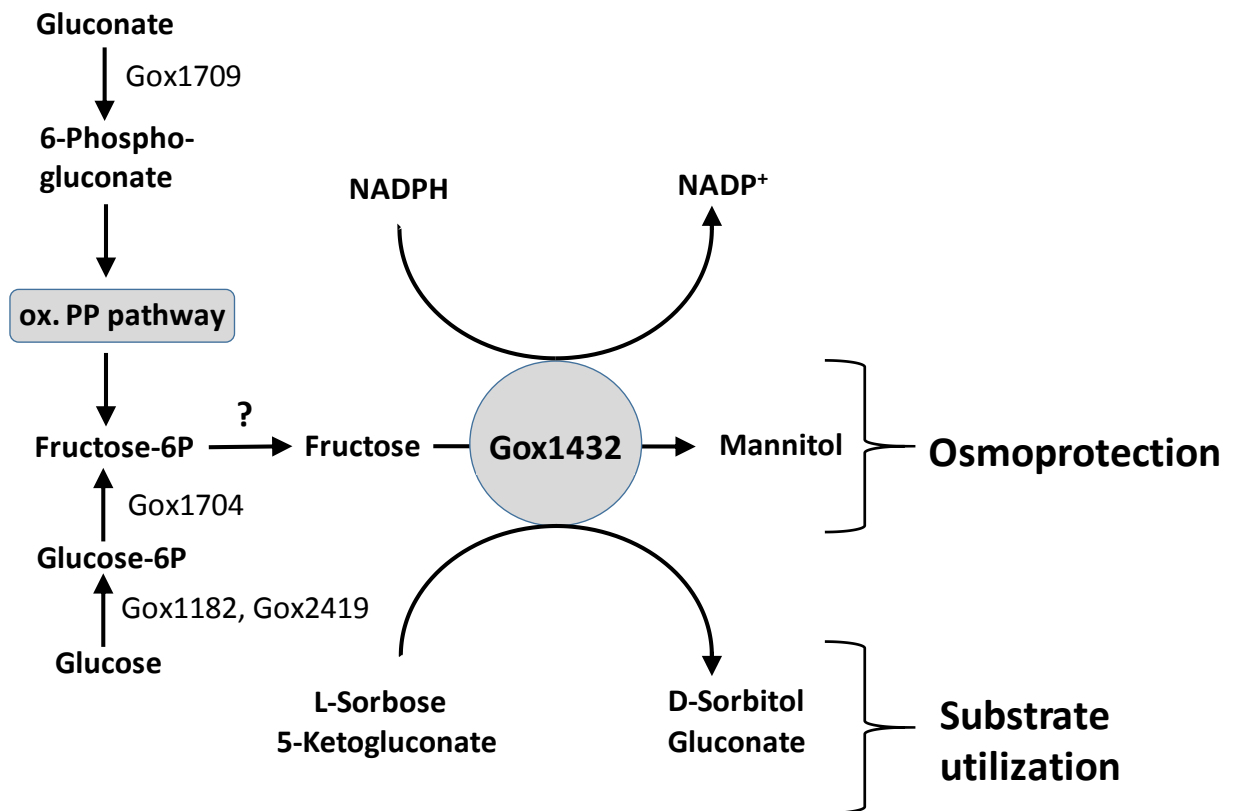 Gluconate
Gox1709
6-Phospho-
gluconate
NADPH
NADP+
ox. PP pathway
?
Fructose-6P
Fructose
Gox1432
Mannitol
Osmoprotection
Gox1704
Glucose-6P
Gox1182, Gox2419
Glucose
L-Sorbose
5-Ketogluconate
D-Sorbitol
Gluconate
Substrate
utilization